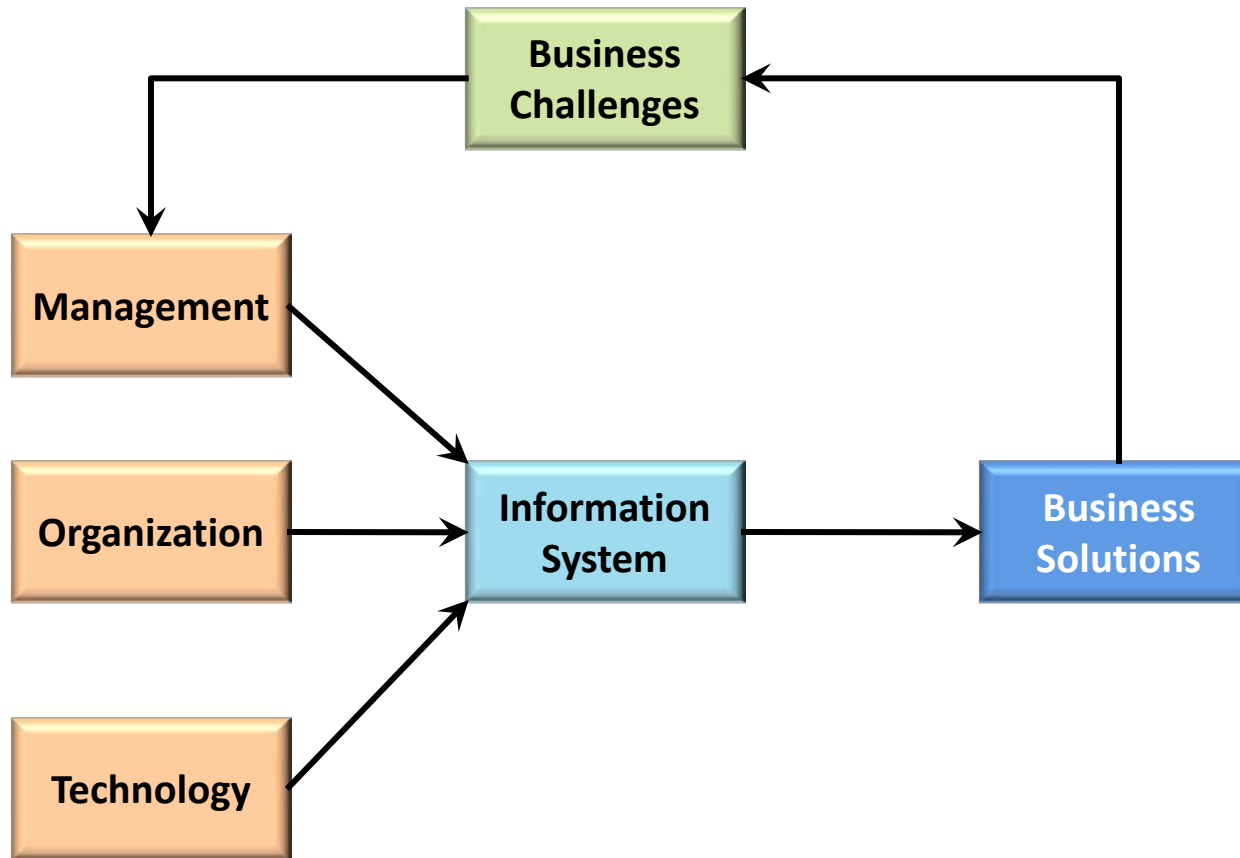 Business
Challenges
Management
Organization
Information
System
Business
Solutions
Technology